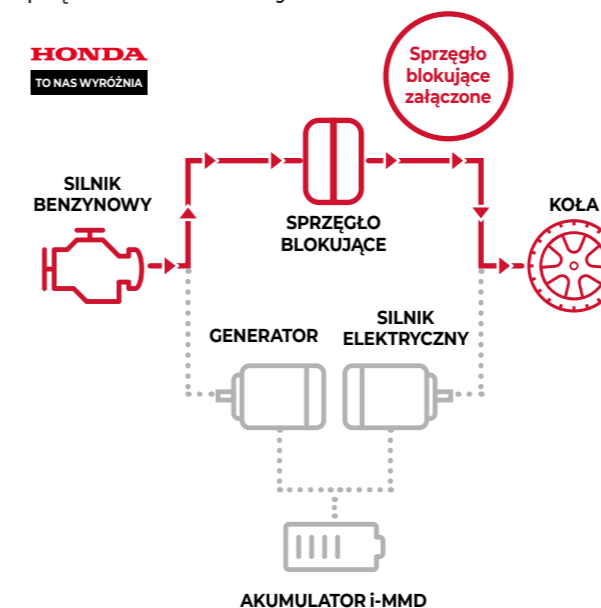 HONDA
TO NAS WYRÓŻNIA
Sprzęgło
blokujące
załączone
SILNIK
BENZYNOWY
SPRZĘGŁO
BLOKUJĄCE
KOŁA
GENERATOR
SILNIK
ELEKTRYCZNY
AKUMULATOR i-MMD